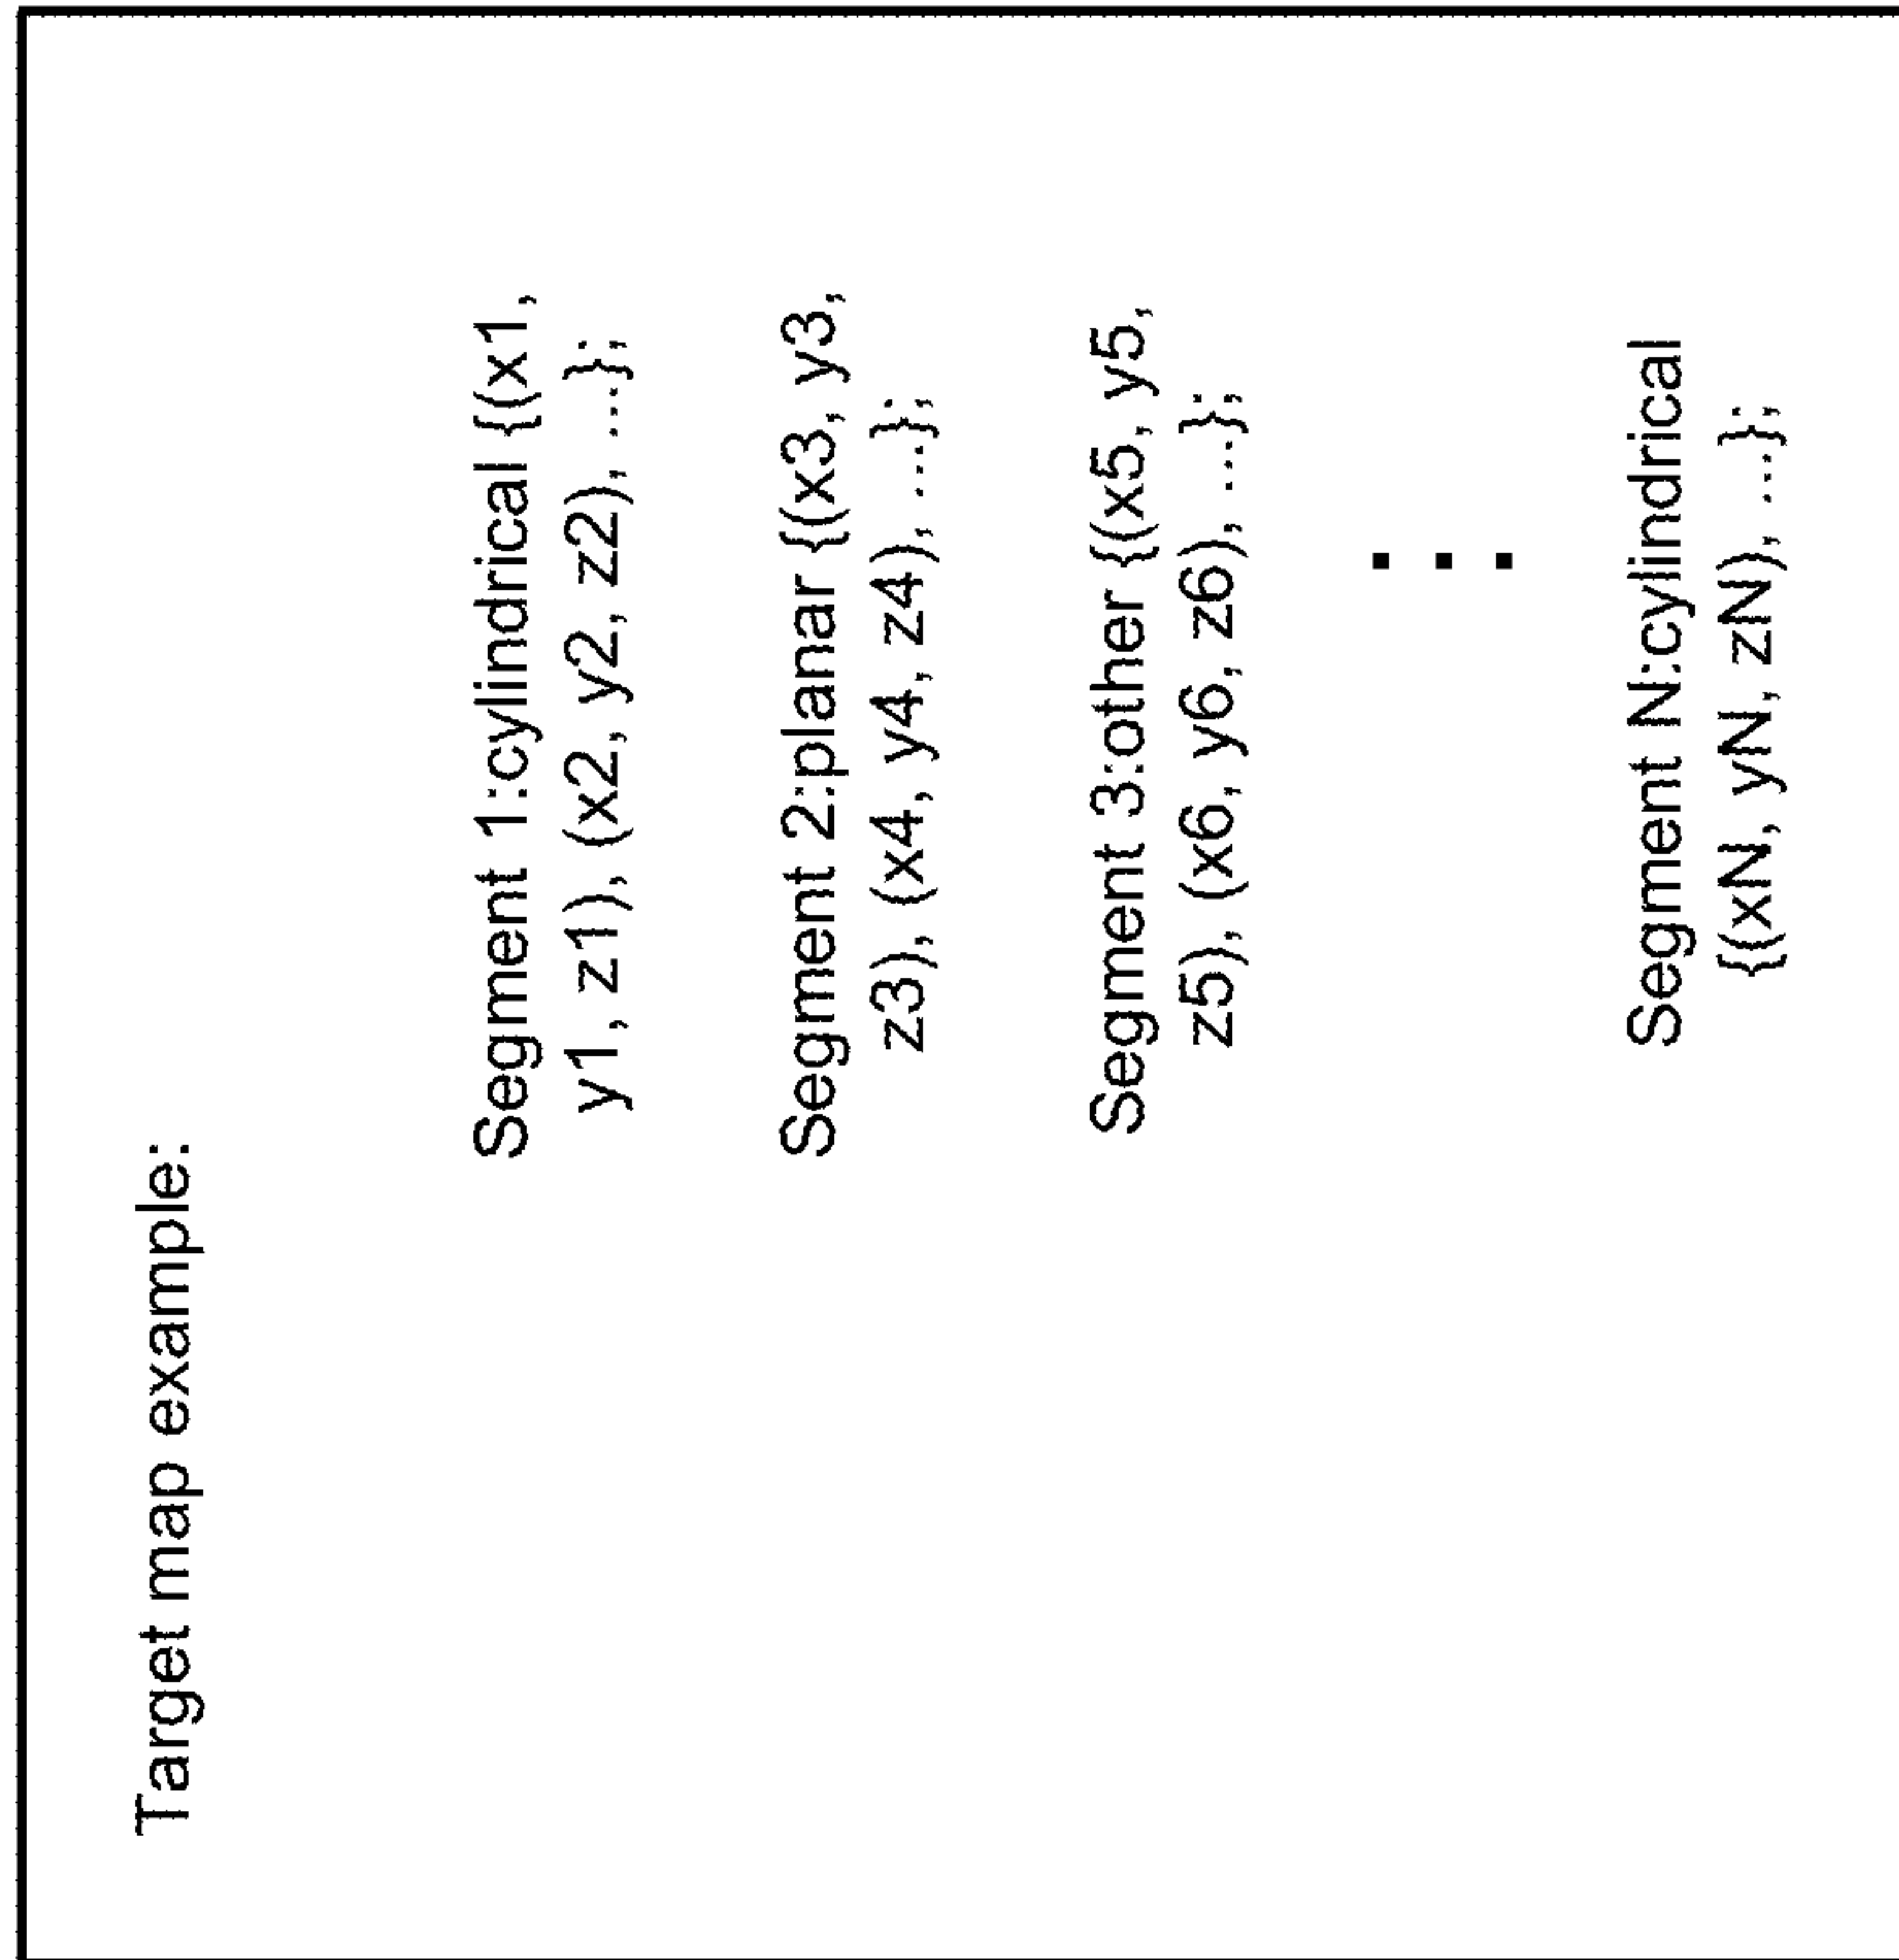 Target map example:
Segment 1:cylindrical {(x1,
y1, z1), (x2, y2, z2), ...};
Segment 2:planar {(x3, y3,
z3), (x4, y4, z4), ...};
Segment 3:other {(x5, y5,
z5), (x6, y6, z6), ...};
...
Segment N:cylindrical
{(xN, yN, zN), ...};